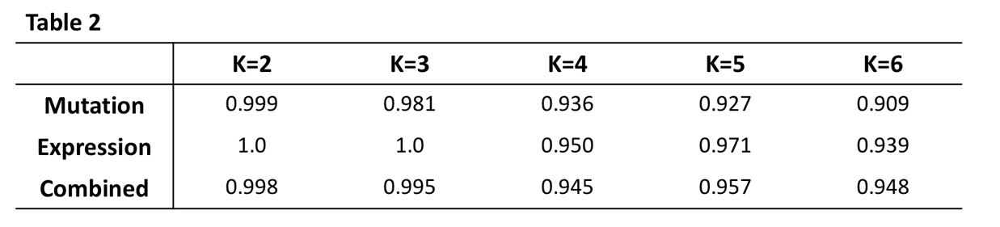 Table 2
K=2 K=3 K=4 K=5 K=6
Mutation 0.999 0.981 0.936 0.927 0.909
Expression 1.0 1.0 0.950 0.971 0.939
Combined 0.998 0.995 0.945 0.957 0.948